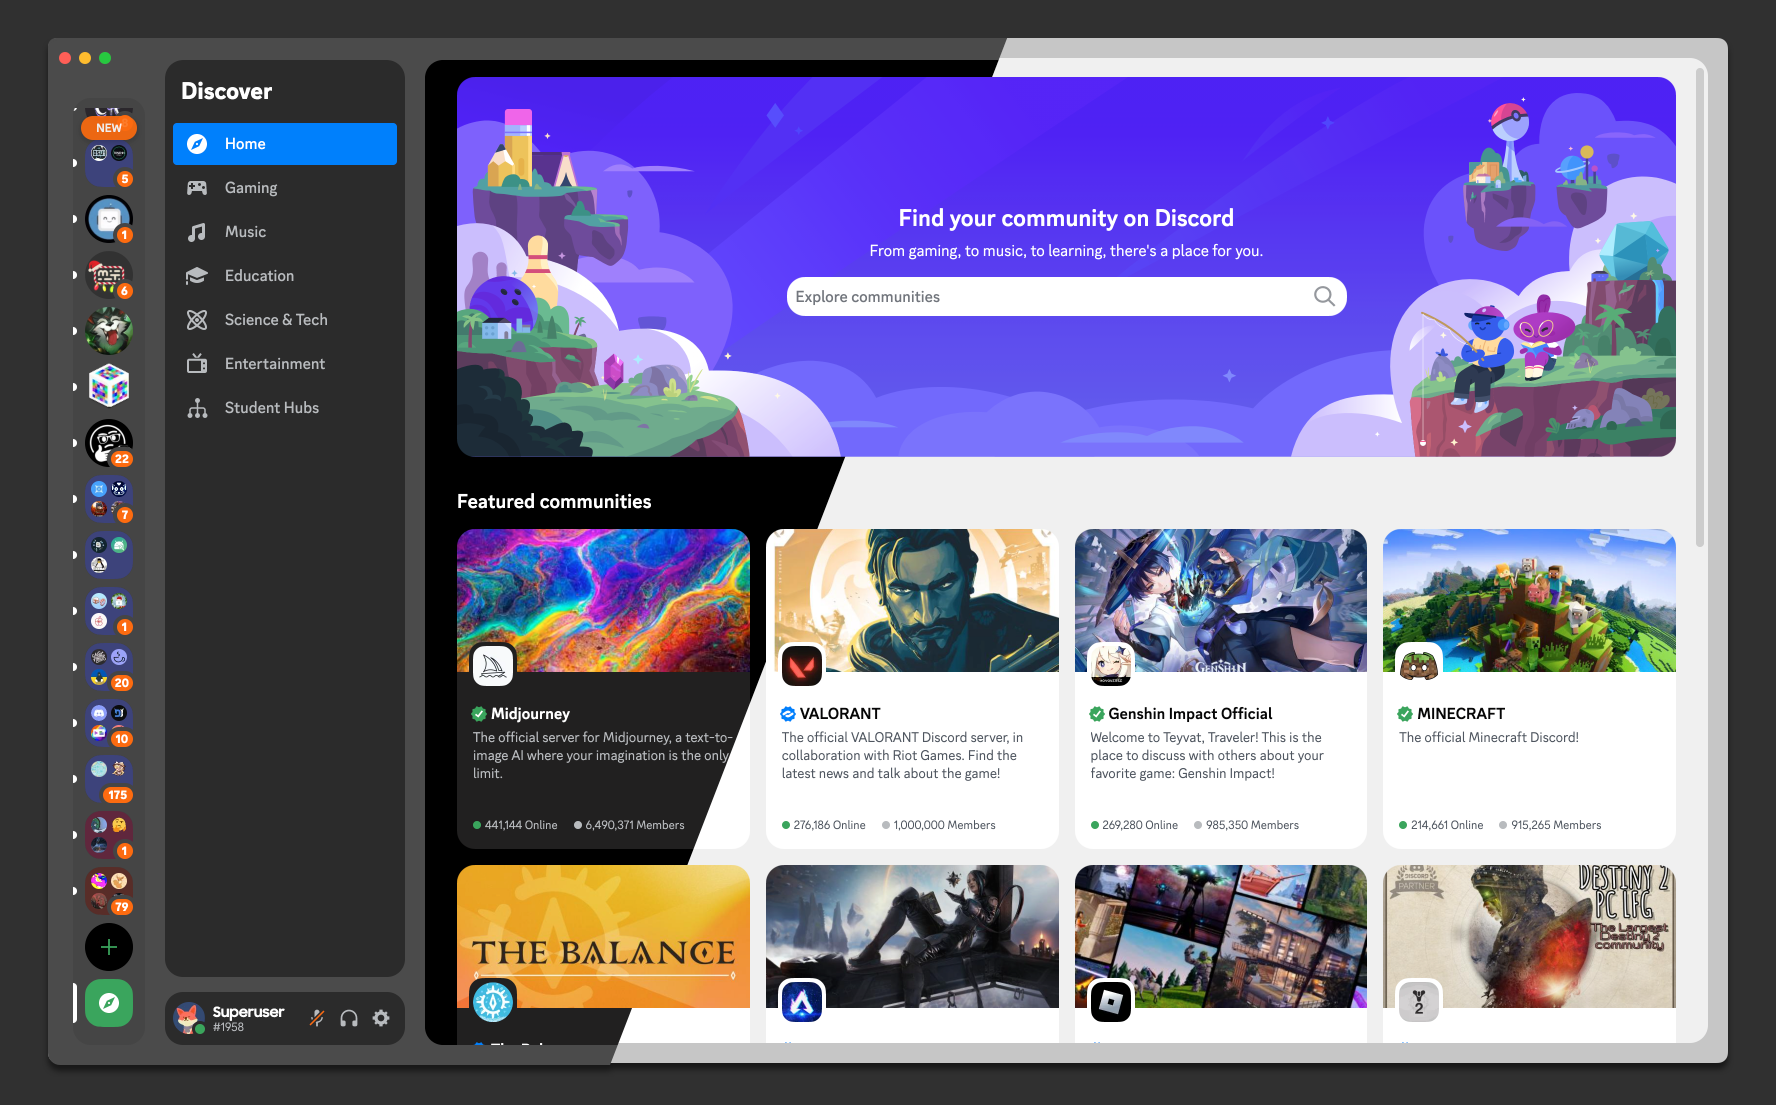 Discover
NEW
Home
Gaming
Music
Education
Science & Tech
Entertainment
Student Hubs
5
1
6
22
7
1
20
10
175
1
79
Superuser
#1958
Find your community on Discord
From gaming, to music, to learning, there's a place for you.
Explore communities
Featured communities
GENSHIN
Midjourney
The official server for Midjourney, a text-to-
image AI where your imagination is the only
limit.
441,144 Online
6,490,371 Members
VALORANT
The official VALORANT Discord server, in
collaboration with Riot Games. Find the
latest news and talk about the game!
276,186 Online
1,000,000 Members
Genshin Impact Official
Welcome to Teyvat, Traveler! This is the
place to discuss with others about your
favorite game: Genshin Impact!
269,280 Online
985,350 Members
MINECRAFT
The official Minecraft Discord!
214,661 Online
915,265 Members
THE BALANCE
DISCORD
PARTNER
DESTINY 2
PC LFG
The Largest
Destiny 2
community
2